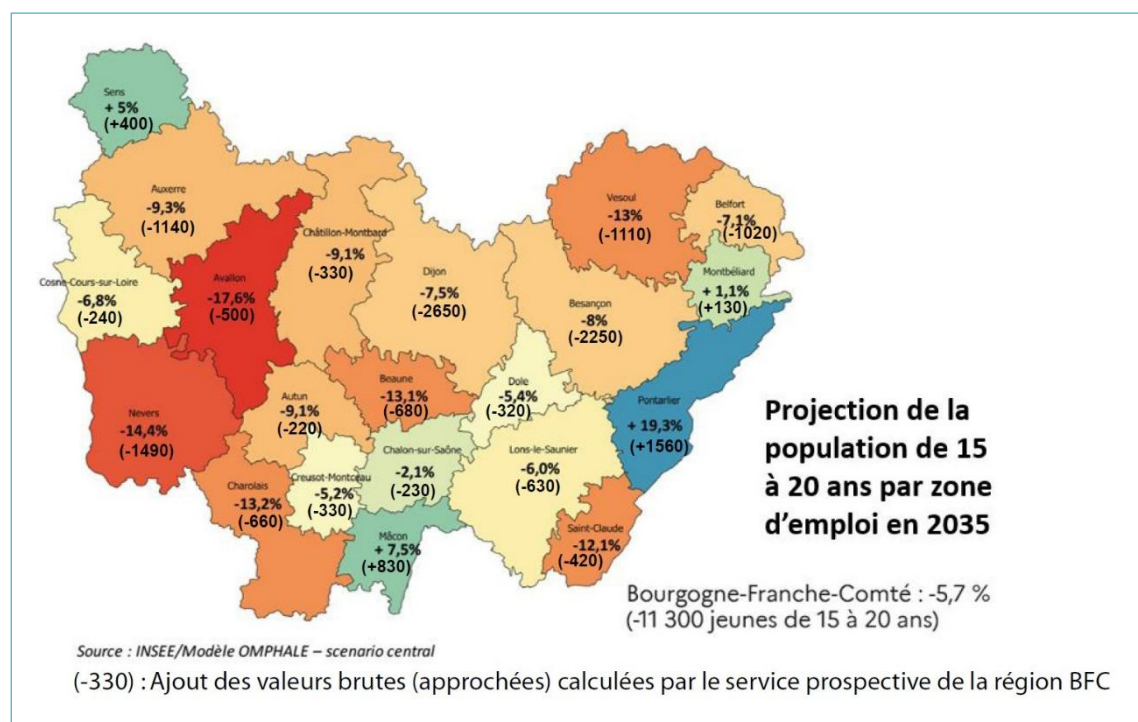 Sens
+ 5%
(+400)
Auxerre
-9,3%
(-1140)
Vesoul
-13%
(-1110)
Belfort
-7,1%
(-1020)
Châtillon-Montbard
-9,1%
(-330)
Avallon
-17,6%
(-500)
Cosne-Cours-sur-Loire
-6,8%
(-240)
Dijon
-7,5%
(-2650)
Besançon
-8%
(-2250)
Montbéliard
+ 1,1%
(+130)
Nevers
-14,4%
(-1490)
Autun
-9,1%
(-220)
Beaune
-13,1%
(-680)
Dole
-5,4%
(-320)
Pontarlier
+ 19,3%
(+1560)
Charolais
-13,2%
(-660)
Creusot-Montceau
-5,2%
(-330)
Chalon-sur-Saône
-2,1%
(-230)
Lons-le-Saunier
-6,0%
(-630)
Mâcon
+ 7,5%
(+830)
Saint-Claude
-12,1%
(-420)
Projection de la
population de 15
à 20 ans par zone
d'emploi en 2035
Bourgogne-Franche-Comté : -5,7 %
(-11 300 jeunes de 15 à 20 ans)
Source : INSEE/Modèle OMPHALE – scenario central
(-330) : Ajout des valeurs brutes (approchées) calculées par le service prospective de la région BFC